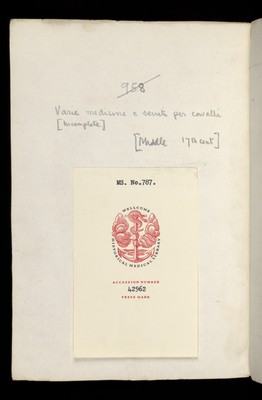 958
Varie medicine e secreti per cavalli
[Incomplete]
[Middle 17th cent]
MS. No.767.
WELLCOME HISTORICAL MEDICAL LIBRARY
ACCESSION NUMBER
42962
PRESS MARK